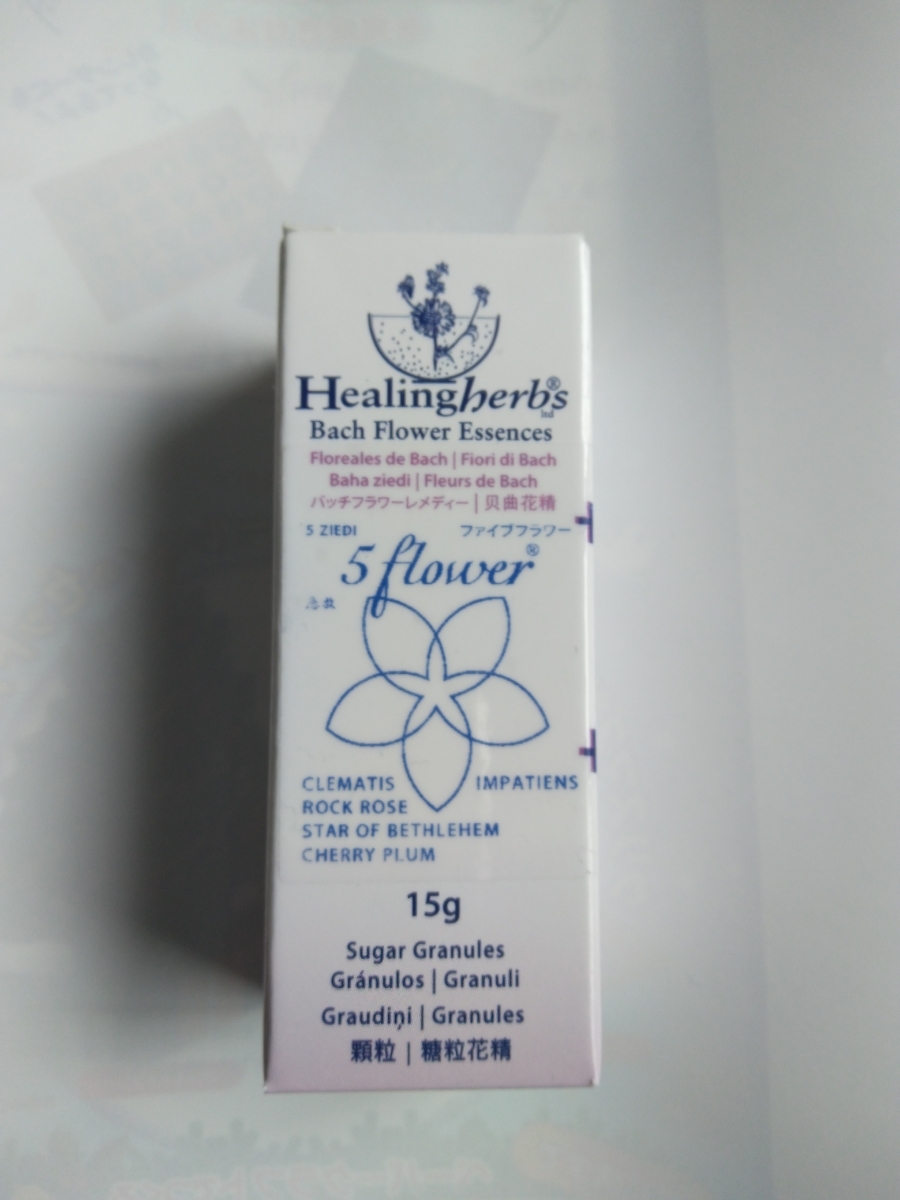 Healingherbs®
ltd
Bach Flower Essences
Floreales de Bach | Fiori di Bach
Baha ziedi | Fleurs de Bach
バッチフラワーレメディー | 贝曲花精
5 ZIEDI
ファイブフラワー
5 flower®
CLEMATIS
IMPATIENS
ROCK ROSE
STAR OF BETHLEHEM
CHERRY PLUM
15g
Sugar Granules
Gránulos | Granuli
Graudiņi | Granules
顆粒 | 糖粒花精